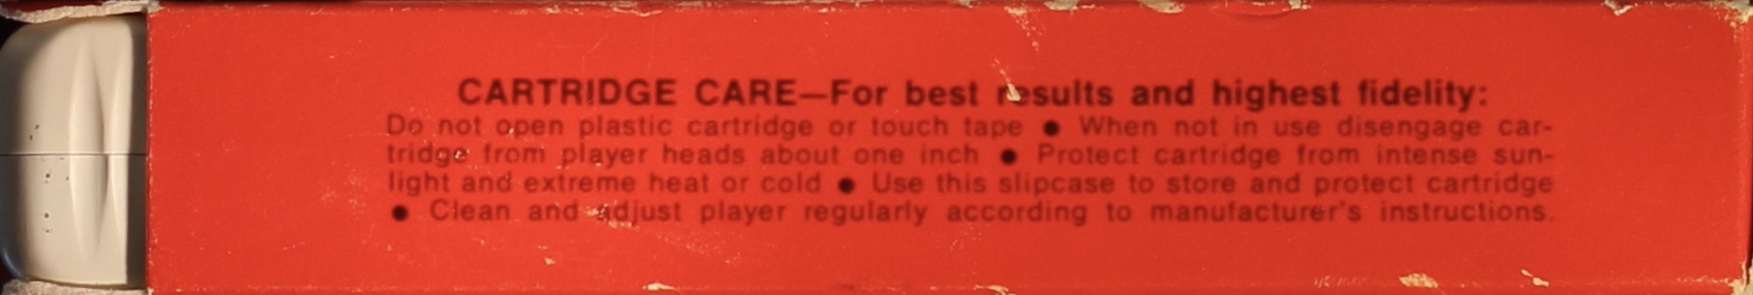 CARTRIDGE CARE—For best results and highest fidelity:
Do not open plastic cartridge or touch tape ● When not in use disengage car-
tridge from player heads about one inch ● Protect cartridge from intense sun-
light and extreme heat or cold ● Use this slipcase to store and protect cartridge
● Clean and adjust player regularly according to manufacturer's instructions.